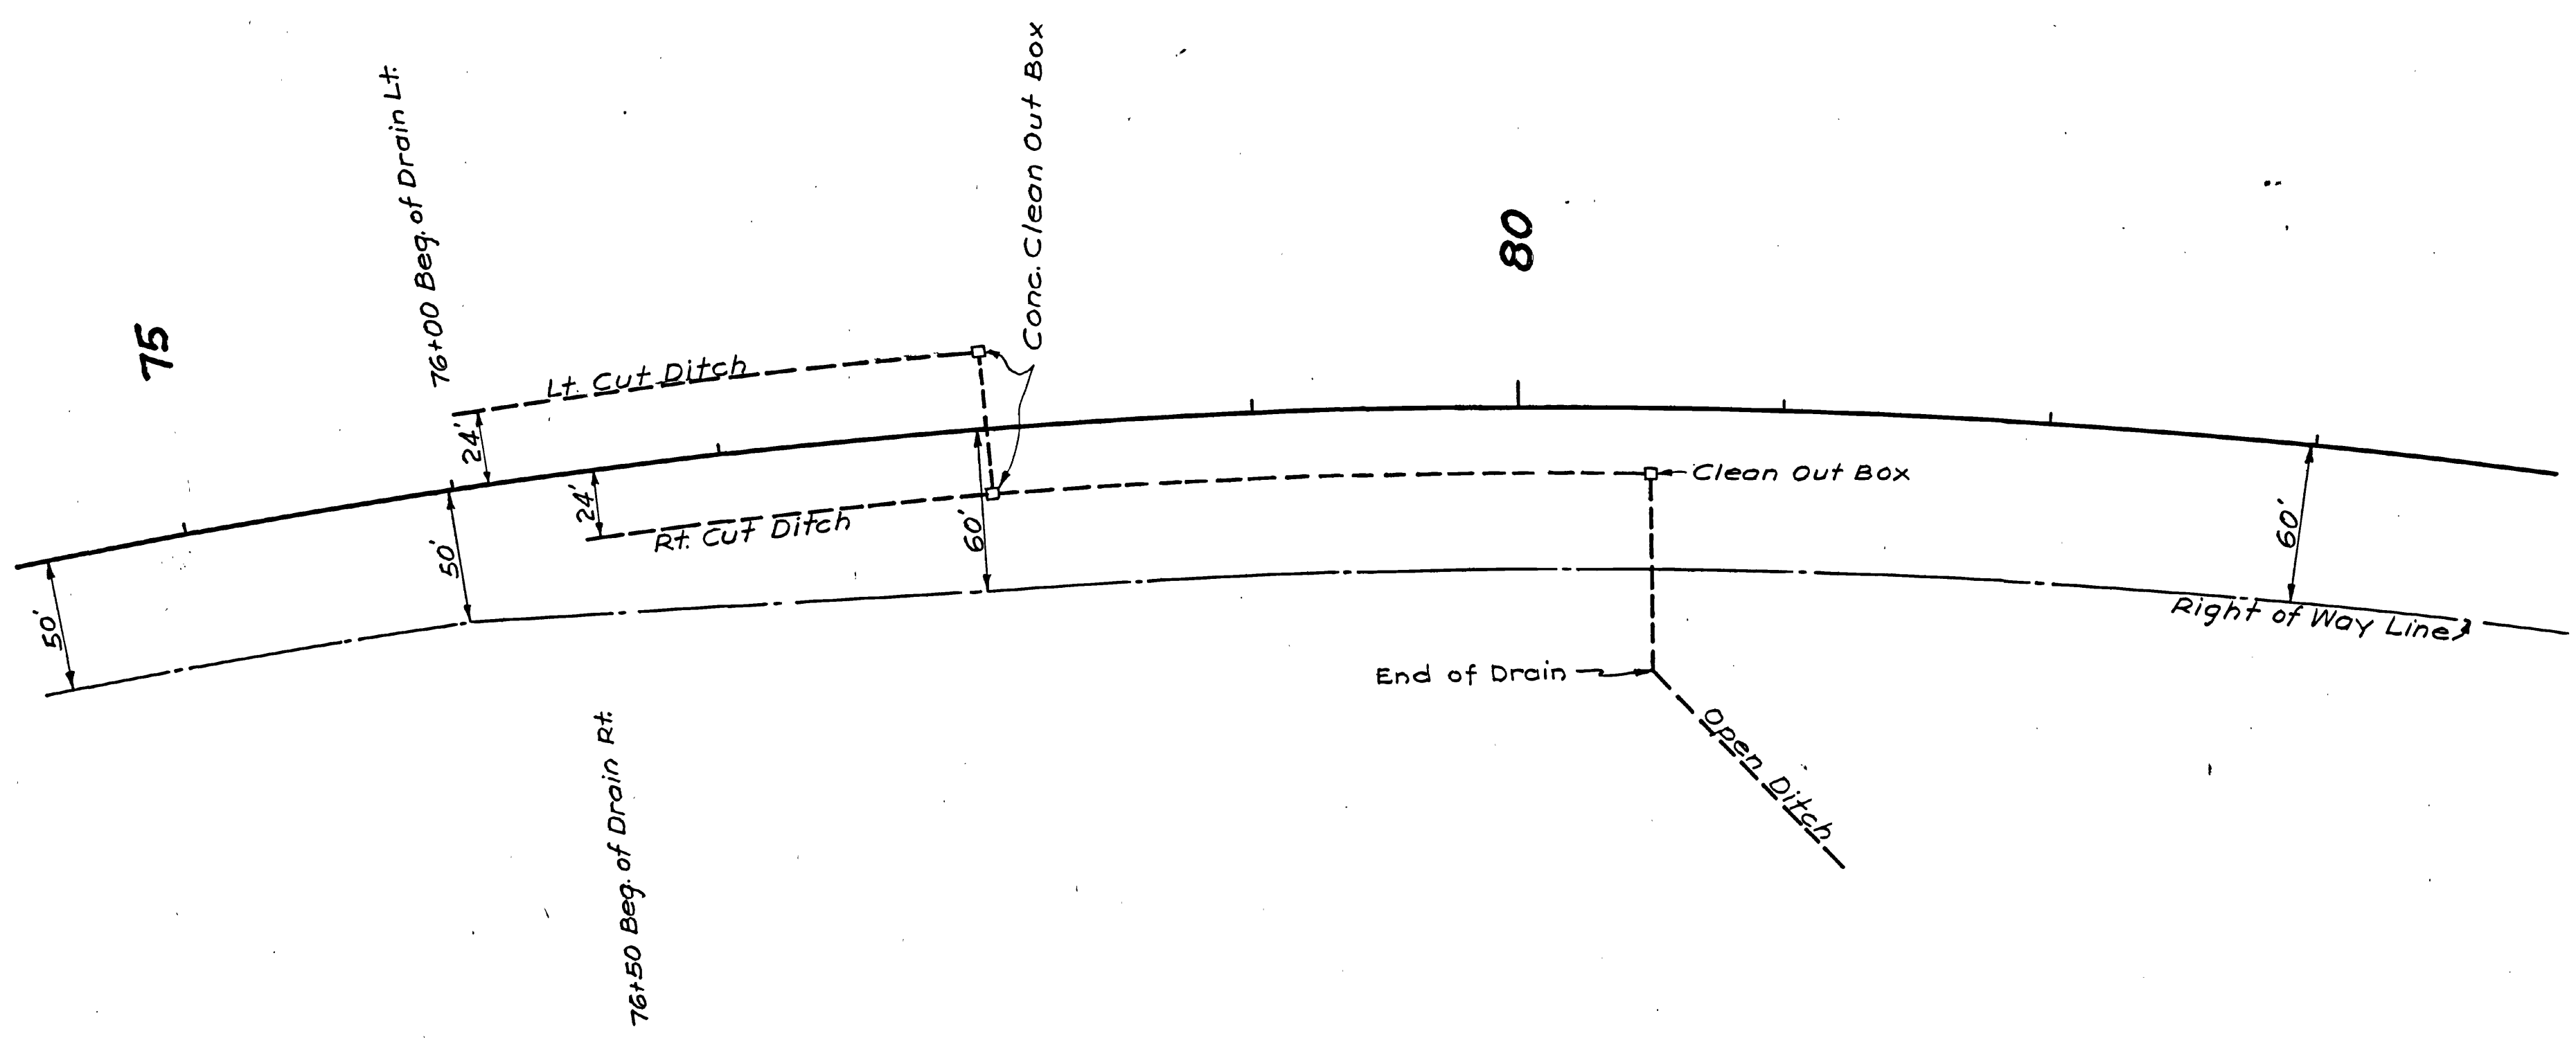 75
76+00 Beg. of Drain Lt.
Conc. Clean Out Box
80
Lt. Cut Ditch
24'
24'
Rt. Cut Ditch
50'
50'
60'
Clean Out Box
60'
Right of Way Line
End of Drain
Open Ditch
76+50 Beg. of Drain Rt.